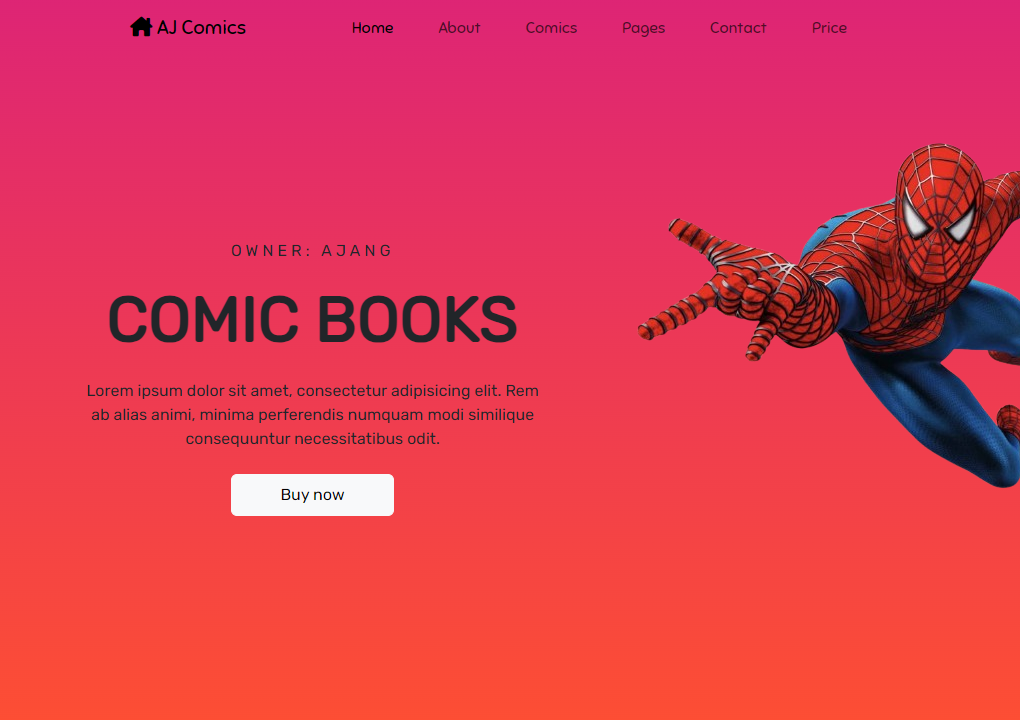 AJ Comics
Home About Comics Pages Contact Price
OWNER: AJANG
COMIC BOOKS
Lorem ipsum dolor sit amet, consectetur adipisicing elit. Rem
ab alias animi, minima perferendis numquam modi similique
consequuntur necessitatibus odit.
Buy now